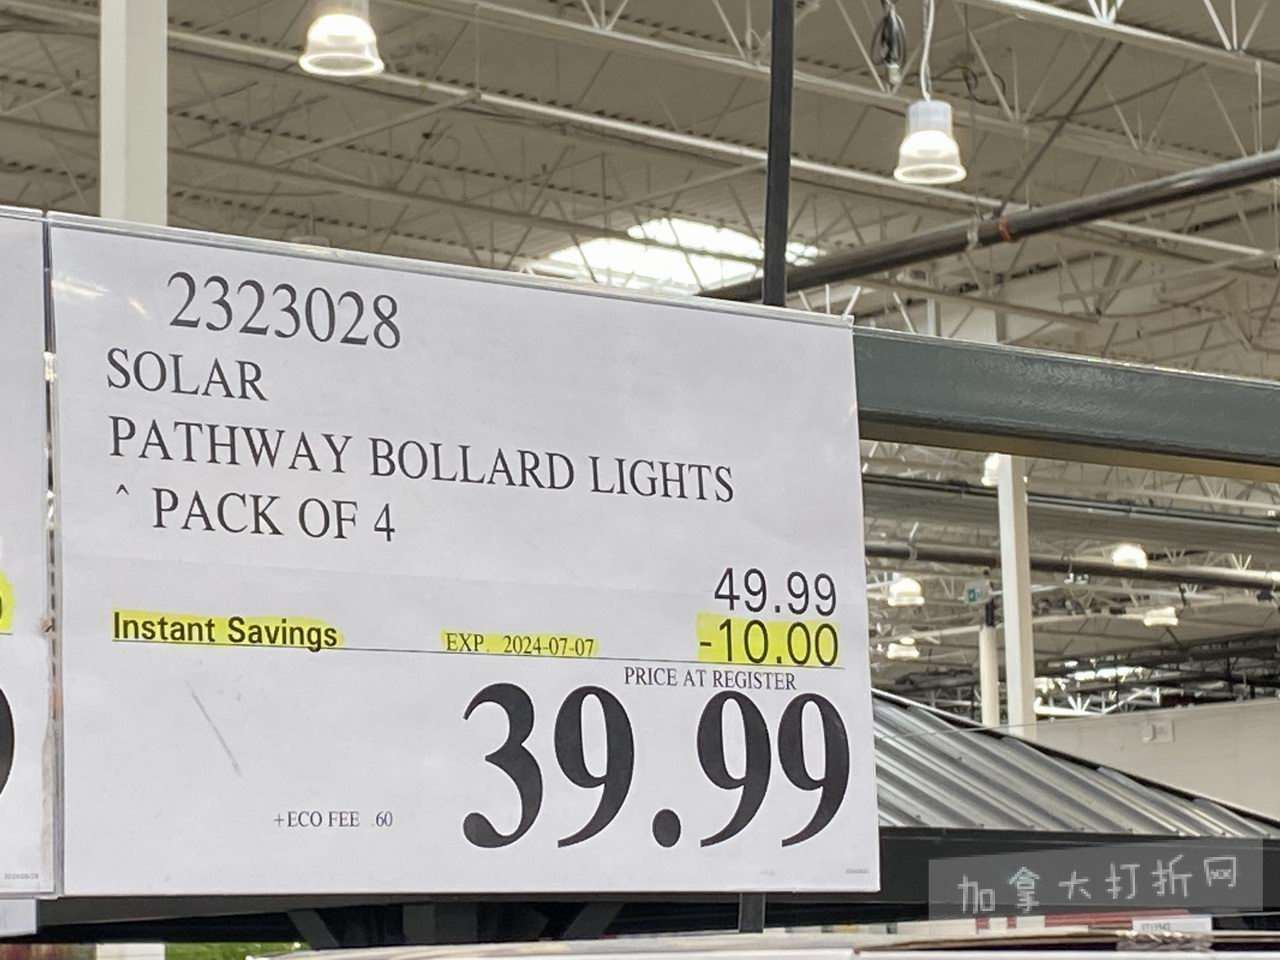 2323028
SOLAR
PATHWAY BOLLARD LIGHTS
^ PACK OF 4
49.99
Instant Savings EXP. 2024-07-07 -10.00
PRICE AT REGISTER
39.99
+ECO FEE .60
加拿大打折网